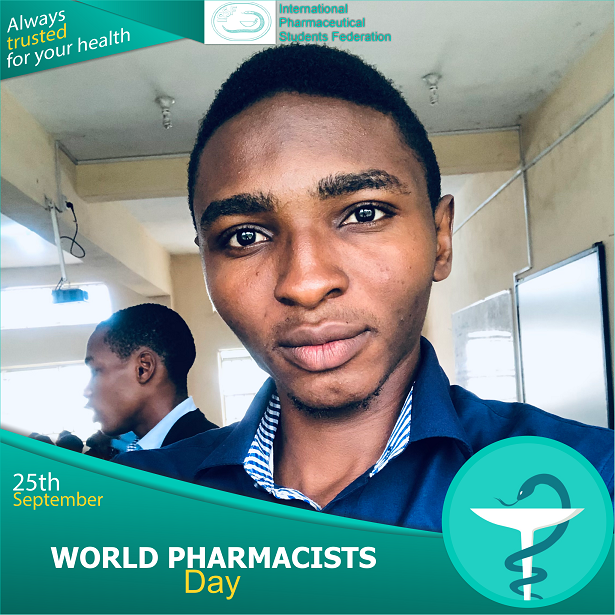 Always
trusted
for your health
International
Pharmaceutical
Students Federation
25th
September
WORLD PHARMACISTS
Day